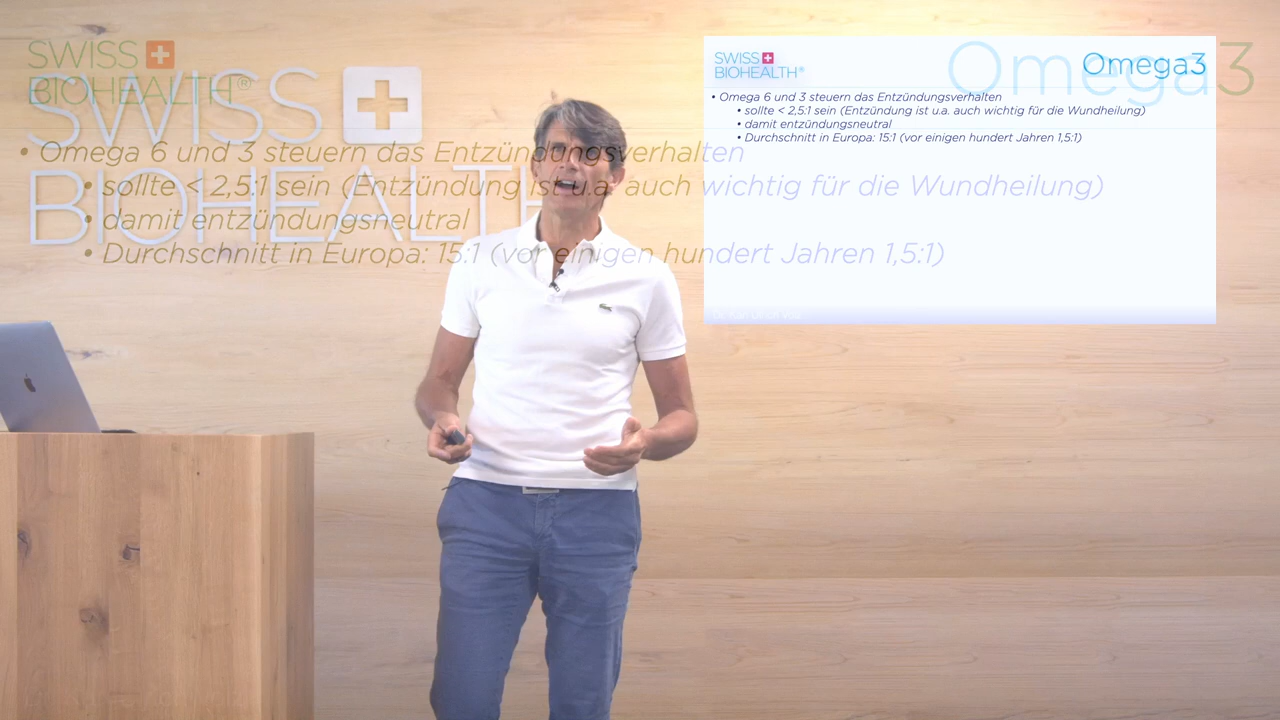 SWISS
BIOHEALTH®
SWISS
BIOHEALTH
Omega3
• Omega 6 und 3 steuern das Entzündungsverhalten
• sollte < 2,5:1 sein (Entzündung ist u.a. auch wichtig für die Wundheilung)
• damit entzündungsneutral
• Durchschnitt in Europa: 15:1 (vor einigen hundert Jahren 1,5:1)
SWISS
BIOHEALTH®
Omega3
• Omega 6 und 3 steuern das Entzündungsverhalten
• sollte < 2,5:1 sein (Entzündung ist u.a. auch wichtig für die Wundheilung)
• damit entzündungsneutral
• Durchschnitt in Europa: 15:1 (vor einigen hundert Jahren 1,5:1)